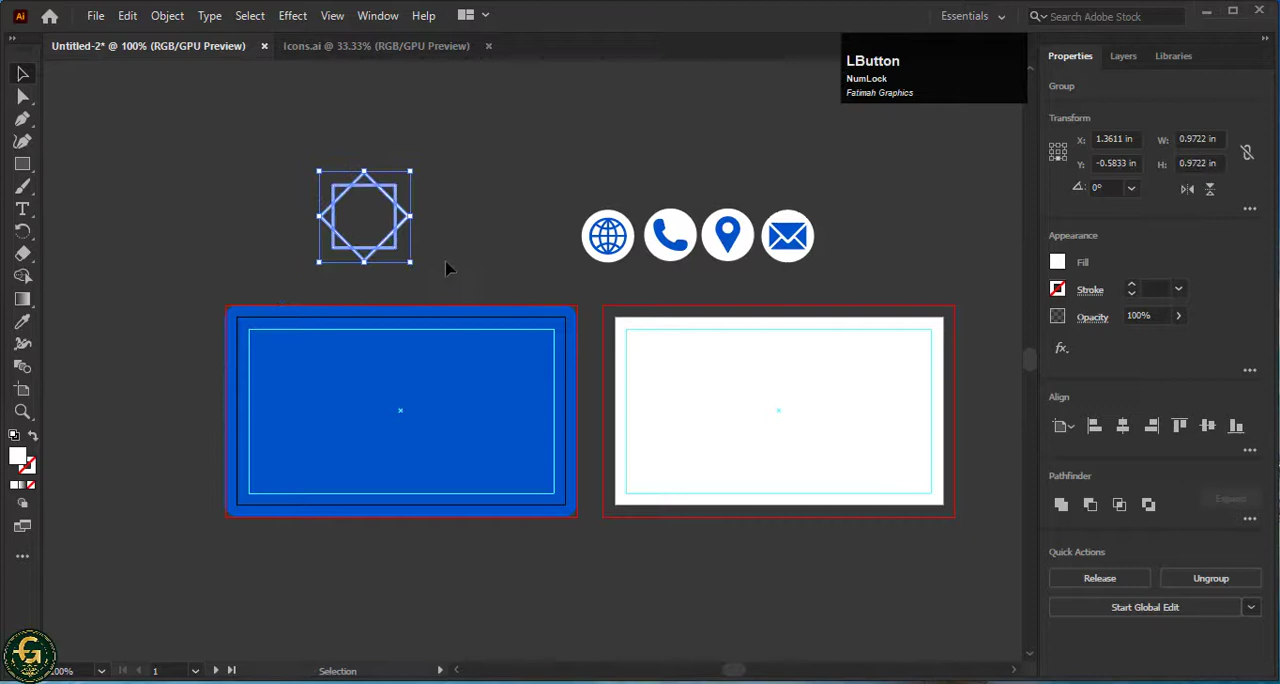 Ai File Edit Object Type Select Effect View Window Help Essentials Search Adobe Stock
Untitled-2* @ 100% (RGB/GPU Preview) × Icons.ai @ 33.33% (RGB/GPU Preview) ×
LButton
NumLock
Fatimah Graphics
Properties Layers Libraries
Group
Transform
X: 1.3611 in W: 0.9722 in
Y: -0.5833 in H: 0.9722 in
0°
Appearance
Fill
Stroke
Opacity 100%
fx.
Align
Pathfinder
Expand
Quick Actions
Release Ungroup
Start Global Edit
T
G
100% 1 Selection